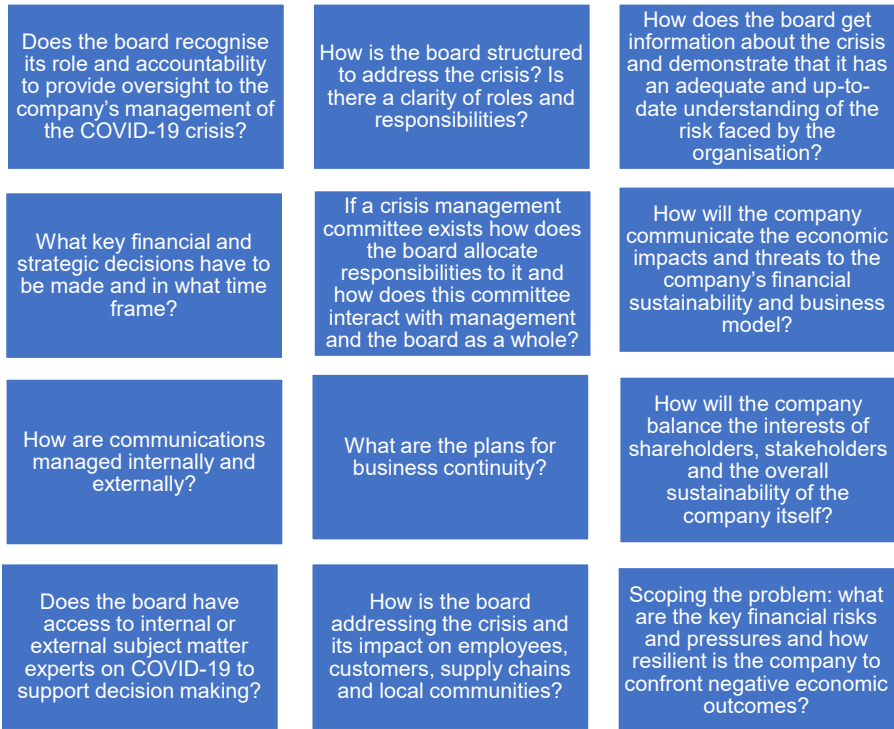 Does the board recognise
its role and accountability
to provide oversight to the
company's management of
the COVID-19 crisis?
How is the board structured
to address the crisis? Is
there a clarity of roles and
responsibilities?
How does the board get
information about the crisis
and demonstrate that it has
an adequate and up-to-
date understanding of the
risk faced by the
organisation?
What key financial and
strategic decisions have to
be made and in what time
frame?
If a crisis management
committee exists how does
the board allocate
responsibilities to it and
how does this committee
interact with management
and the board as a whole?
How will the company
communicate the economic
impacts and threats to the
company's financial
sustainability and business
model?
How are communications
managed internally and
externally?
What are the plans for
business continuity?
How will the company
balance the interests of
shareholders, stakeholders
and the overall
sustainability of the
company itself?
Does the board have
access to internal or
external subject matter
experts on COVID-19 to
support decision making?
How is the board
addressing the crisis and
its impact on employees,
customers, supply chains
and local communities?
Scoping the problem: what
are the key financial risks
and pressures and how
resilient is the company to
confront negative economic
outcomes?